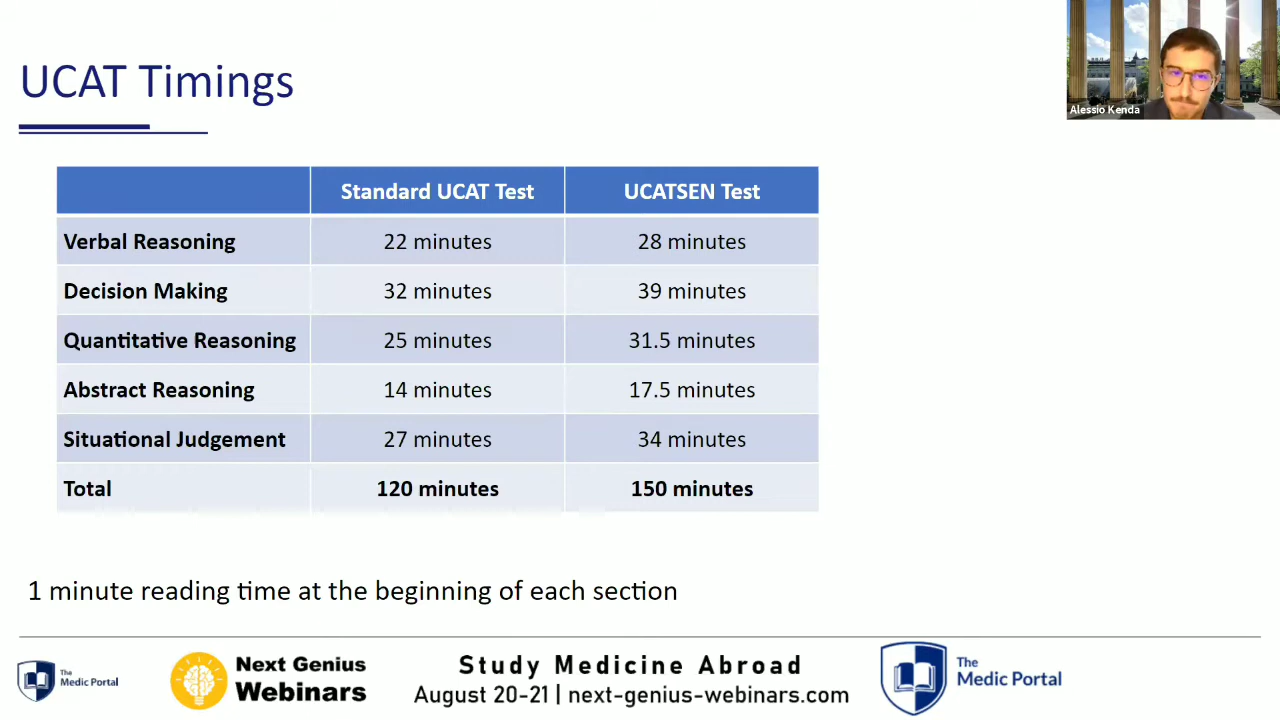 UCAT Timings
Alessio Kenda
Standard UCAT Test UCATSEN Test
Verbal Reasoning 22 minutes 28 minutes
Decision Making 32 minutes 39 minutes
Quantitative Reasoning 25 minutes 31.5 minutes
Abstract Reasoning 14 minutes 17.5 minutes
Situational Judgement 27 minutes 34 minutes
Total 120 minutes 150 minutes
1 minute reading time at the beginning of each section
The
Medic Portal
Next Genius
Webinars
Study Medicine Abroad
August 20-21 | next-genius-webinars.com
The
Medic Portal